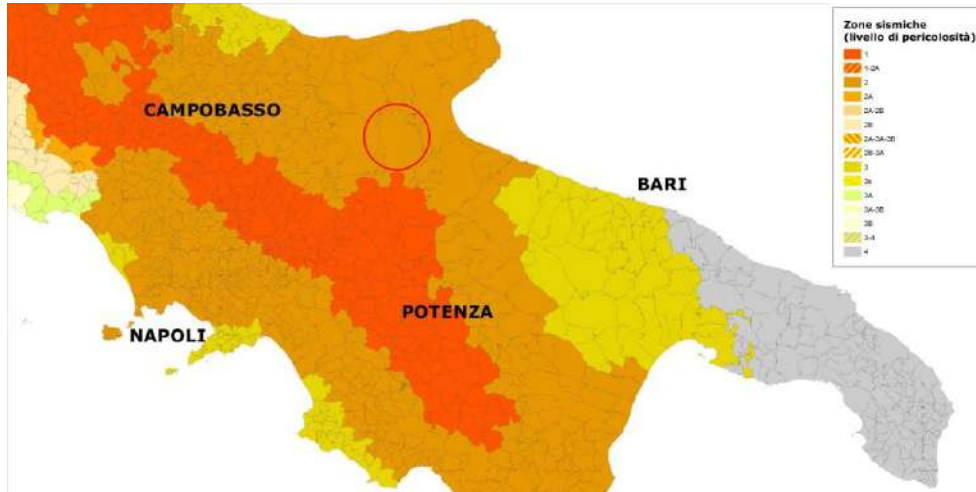 CAMPOBASSO
BARI
POTENZA
NAPOLI
Zone sismiche
(livello di pericolosità)
1
1-2A
2
2A
2A-2B
2B
2A-3A-3B
2B-3A
3
3s
3A
3A-3B
3B
3-4
4